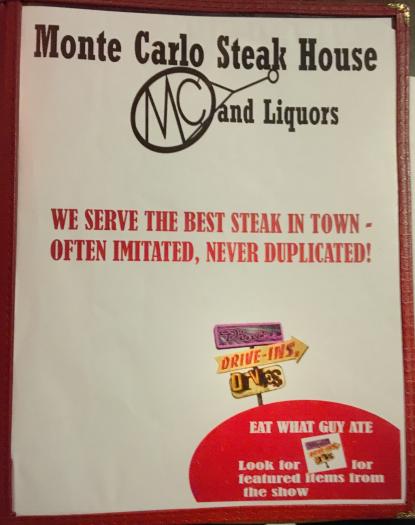 Monte Carlo Steak House
MC and Liquors
WE SERVE THE BEST STEAK IN TOWN -
OFTEN IMITATED, NEVER DUPLICATED!
DRIVE-INS,
DIVES
EAT WHAT GUY ATE
Look for for
featured items from
the show